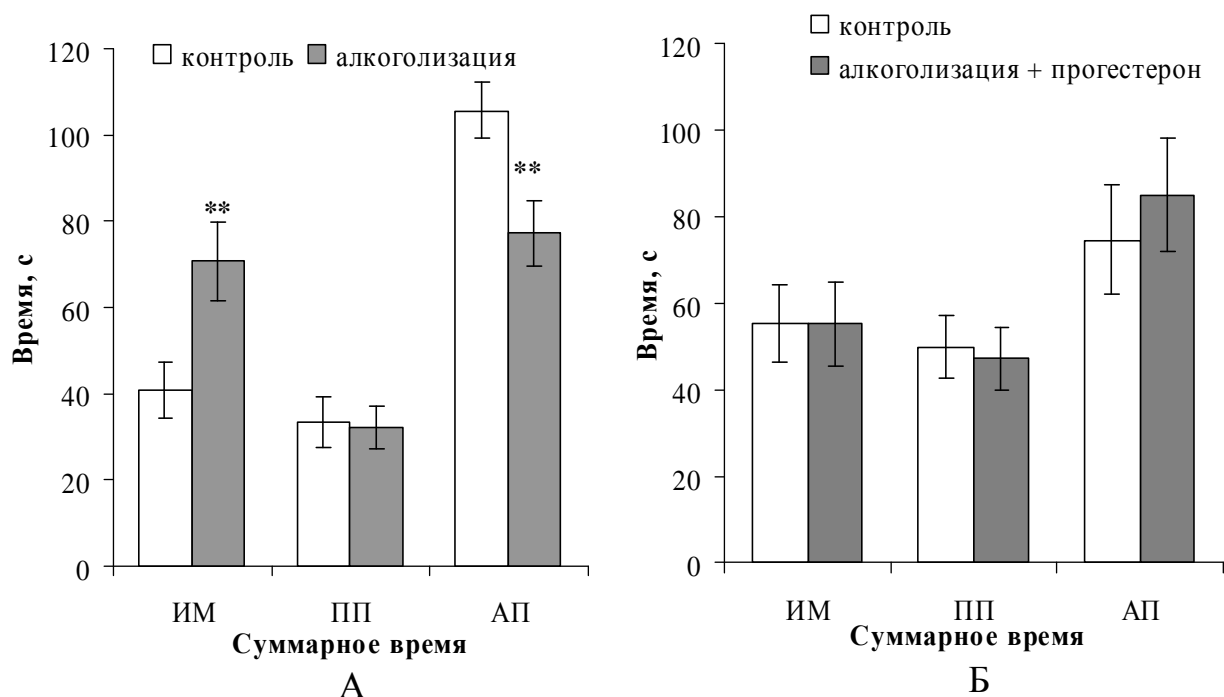 контроль алкоголизация
120
100
80
60
40
20
0
Время, с
**
**
ИМ ПП АП
Суммарное время
А
контроль
алкоголизация + прогестерон
120
100
80
60
40
20
0
Время, с
ИМ ПП АП
Суммарное время
Б